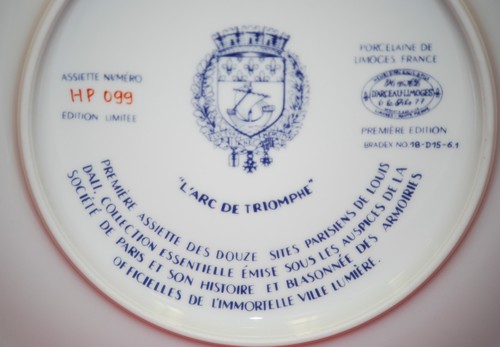 ASSIETTE NUMÉRO
HP 099
EDITION LIMITÉE
PORCELAINE DE
LIMOGES FRANCE
D'ARCEAU-LIMOGES
PREMIÈRE EDITION
BRADEX NO. 18-D15-6.1
"L'ARC DE TRIOMPHE"
PREMIÈRE ASSIETTE DES DOUZE SITES PARISIENS DE LOUIS
DALI, COLLECTION ESSENTIELLE ÉMISE SOUS LES AUSPICES DE LA
SOCIÉTÉ DE PARIS ET SON HISTOIRE ET BLASONNÉE DES ARMOIRIES
OFFICIELLES DE L'IMMORTELLE VILLE LUMIÈRE.